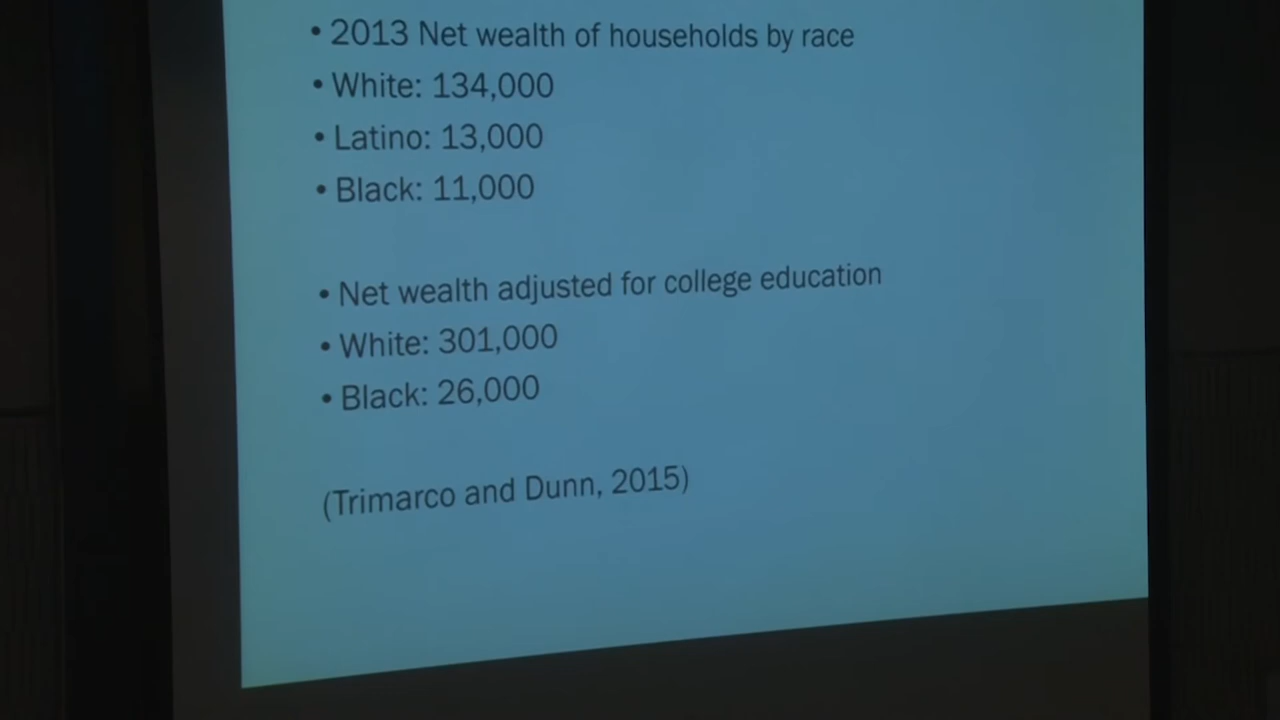 • 2013 Net wealth of households by race
• White: 134,000
• Latino: 13,000
• Black: 11,000
• Net wealth adjusted for college education
• White: 301,000
• Black: 26,000
(Trimarco and Dunn, 2015)